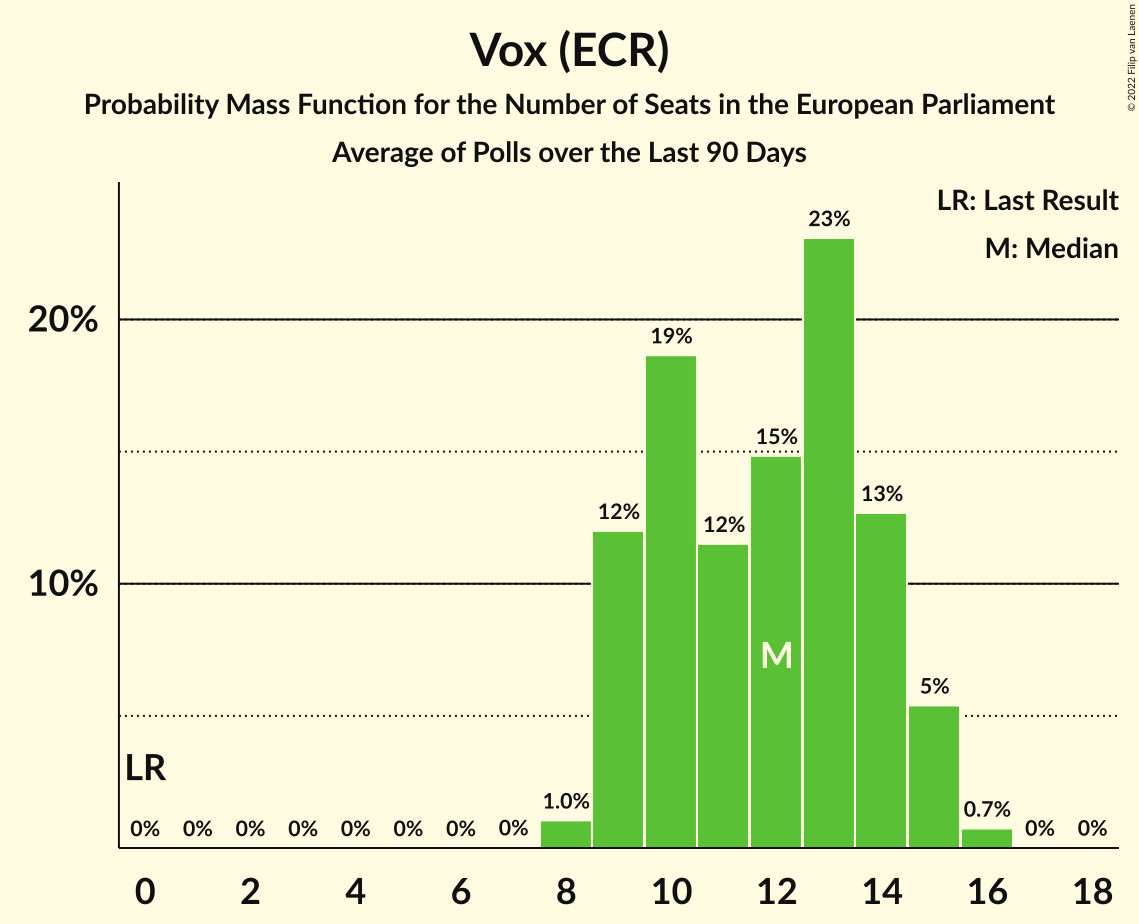 Vox (ECR)
Probability Mass Function for the Number of Seats in the European Parliament
Average of Polls over the Last 90 Days
© 2022 Filip van Laenen
LR: Last Result
M: Median
23%
20%
19%
15%
13%
12%
12%
10%
M
5%
LR
1.0%
0.7%
0% 0% 0% 0% 0% 0% 0% 0% 0% 0%
0 2 4 6 8 10 12 14 16 18